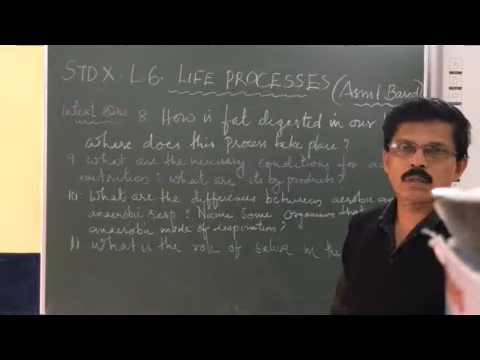 STD X L6. LIFE PROCESSES (Asmt Based)
Intext Qsns 8 How is fat digested in our
where does this process take place?
9 what are the necessary conditions for
nutrition? what are its by products?
10. What are the differences between aerobic
anaerobic resp? Name some organisms that
anaerobic mode of respiration?
11 What is the role of saliva in the